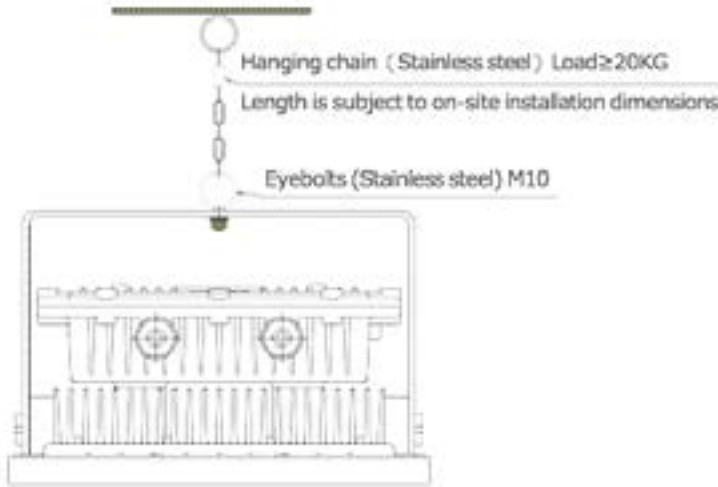 Hanging chain（Stainless steel）Load≥20KG
Length is subject to on-site installation dimensions
Eyebolts (Stainless steel) M10